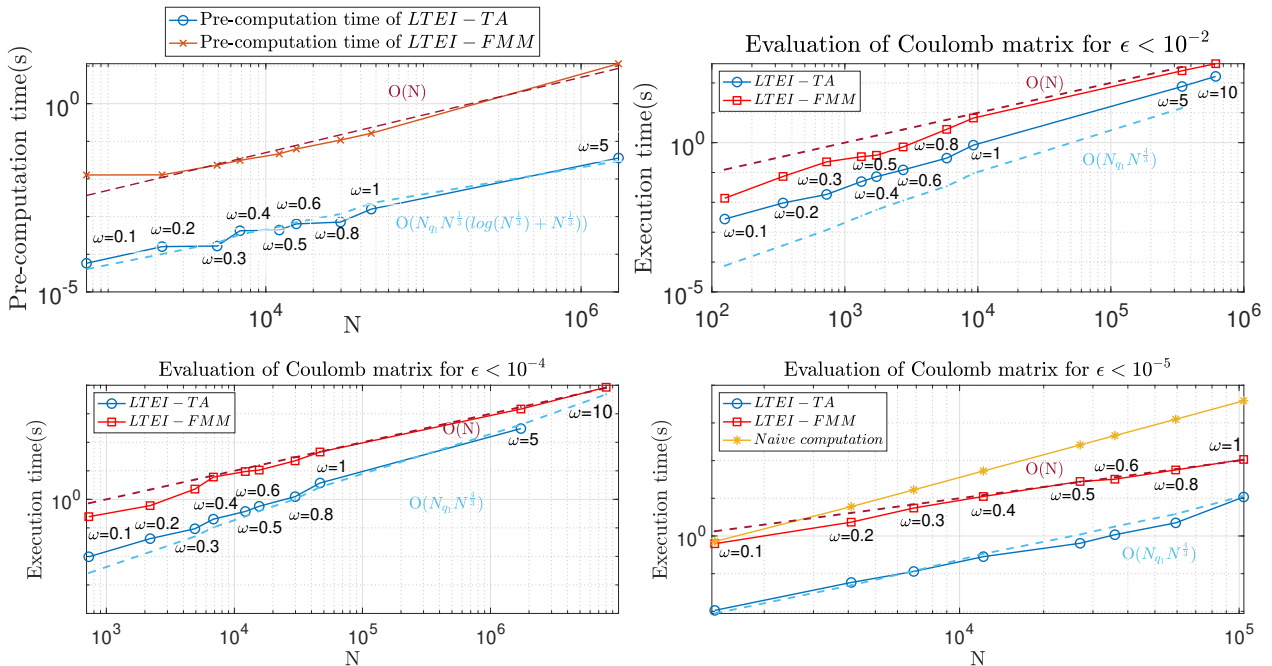 Pre-computation time of LTEI − TA
Pre-computation time of LTEI − FMM
Pre-computation time(s)
10^0
10^-5
O(N)
ω=5
ω=1
ω=0.6
ω=0.4
ω=0.2
ω=0.1
O(N_{q_1} N^{1/3}(log(N^{1/3}) + N^{1/3}))
ω=0.8
ω=0.5
ω=0.3
10^4
10^6
N
Evaluation of Coulomb matrix for ϵ < 10^-2
LTEI − TA
LTEI − FMM
Execution time(s)
10^0
10^-5
ω=5
ω=10
O(N_{q_1} N^{4/3})
ω=0.8
ω=1
ω=0.5
ω=0.3
ω=0.6
ω=0.4
ω=0.2
ω=0.1
10^2
10^3
10^4
10^5
10^6
N
Evaluation of Coulomb matrix for ϵ < 10^-4
LTEI − TA
LTEI − FMM
Execution time(s)
10^0
ω=10
O(N)
ω=5
ω=1
ω=0.6
ω=0.4
ω=0.2
ω=0.1
O(N_{q_1} N^{4/3})
ω=0.8
ω=0.5
ω=0.3
10^3
10^4
10^5
10^6
N
Evaluation of Coulomb matrix for ϵ < 10^-5
LTEI − TA
LTEI − FMM
Naive computation
Execution time(s)
10^0
ω=1
O(N)
ω=0.6
ω=0.8
ω=0.5
ω=0.4
ω=0.3
ω=0.2
ω=0.1
O(N_{q_1} N^{4/3})
10^4
10^5
N